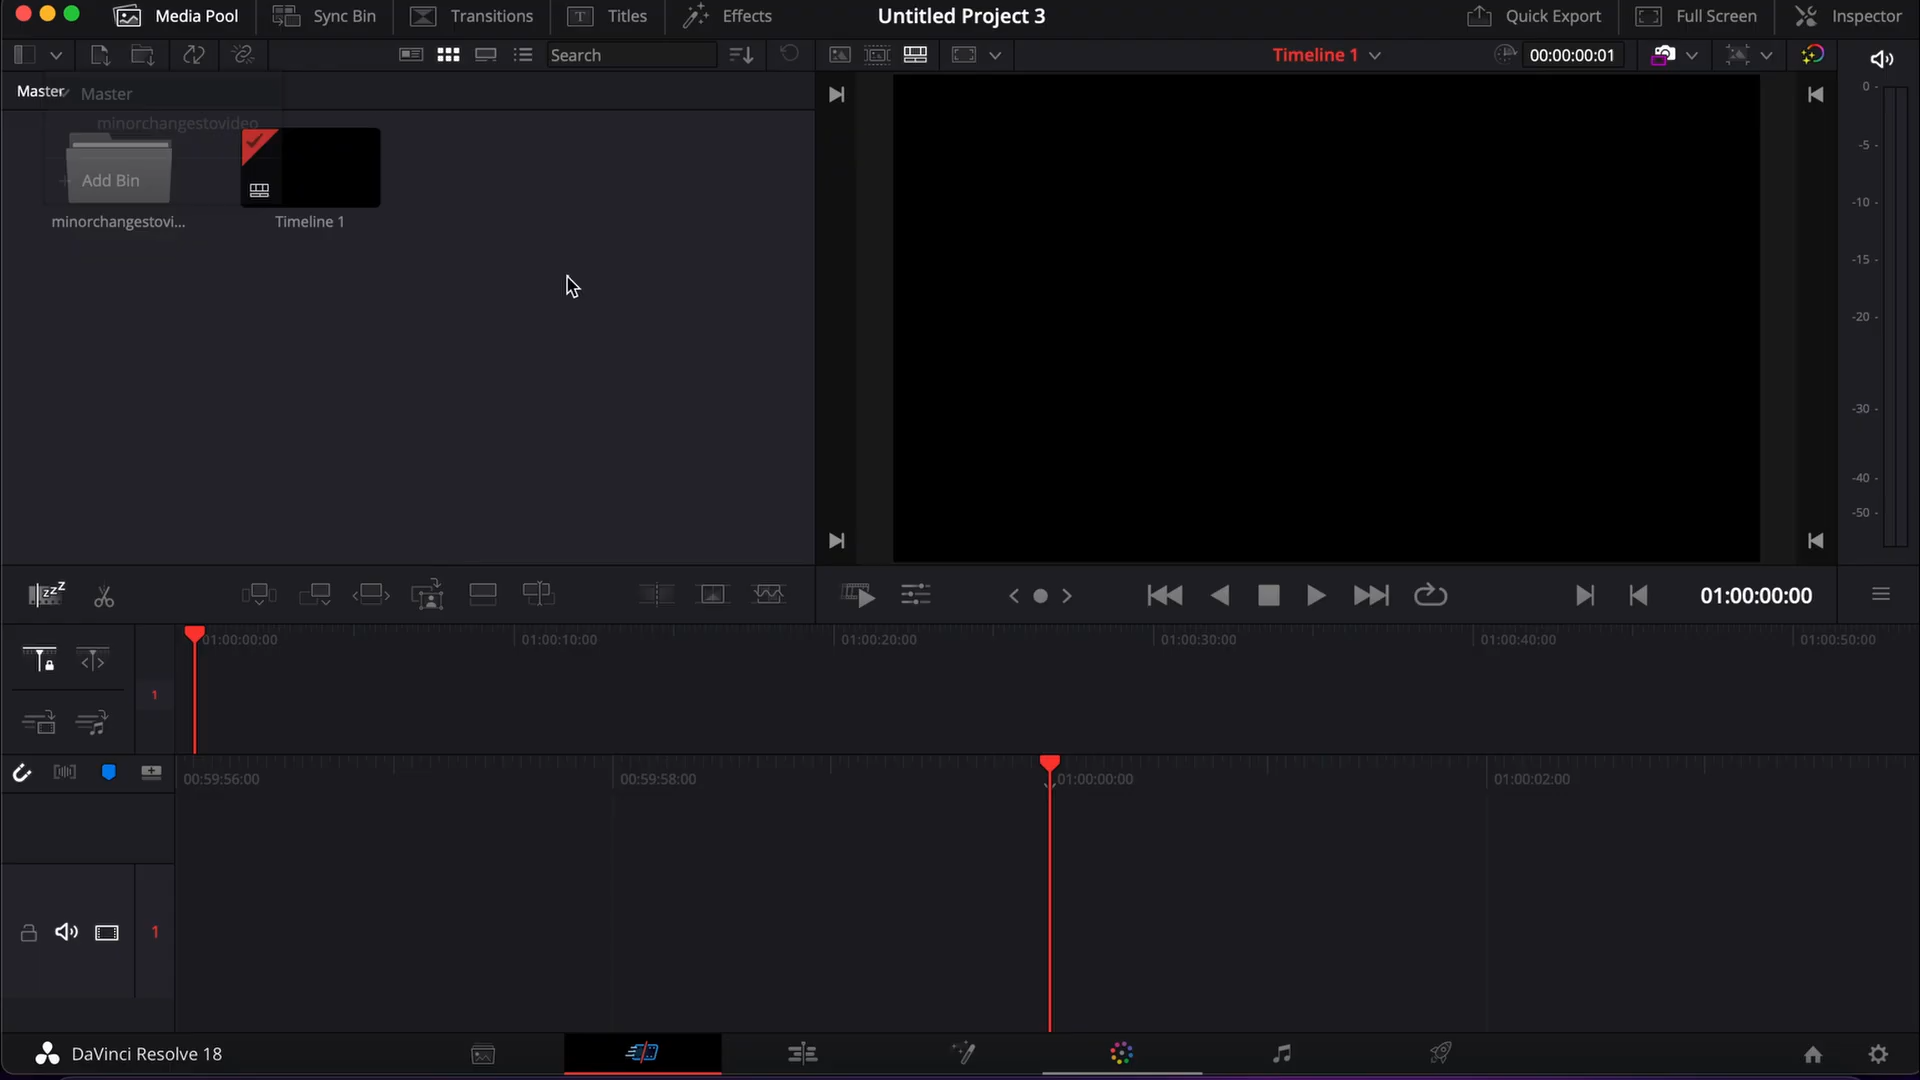 Media Pool
Sync Bin
Transitions
Titles
Effects
Untitled Project 3
Quick Export
Full Screen
Inspector
Search
Timeline 1
00:00:00:01
Master
Master
minorchangestovideo
Add Bin
minorchangestovi...
Timeline 1
0
-5
-10
-15
-20
-30
-40
-50
zzZ
01:00:00:00
01:00:00:00
01:00:10:00
01:00:20:00
01:00:30:00
01:00:40:00
01:00:50:00
1
00:59:56:00
00:59:58:00
01:00:00:00
01:00:02:00
1
DaVinci Resolve 18